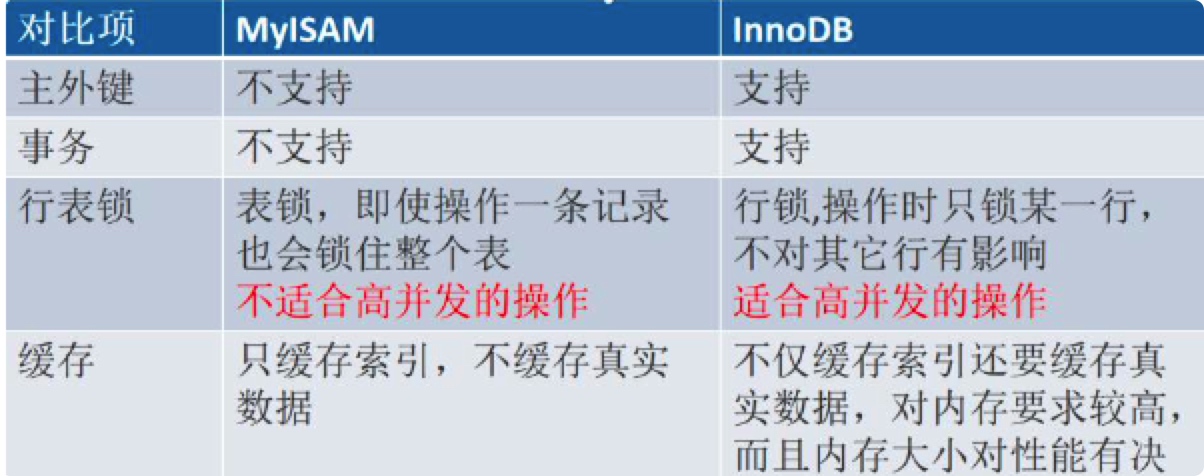 对比项 MyISAM InnoDB
主外键 不支持 支持
事务 不支持 支持
行表锁 表锁，即使操作一条记录 行锁,操作时只锁某一行，
也会锁住整个表 不对其它行有影响
不适合高并发的操作 适合高并发的操作
缓存 只缓存索引，不缓存真实 不仅缓存索引还要缓存真
数据 实数据，对内存要求较高，
而且内存大小对性能有决